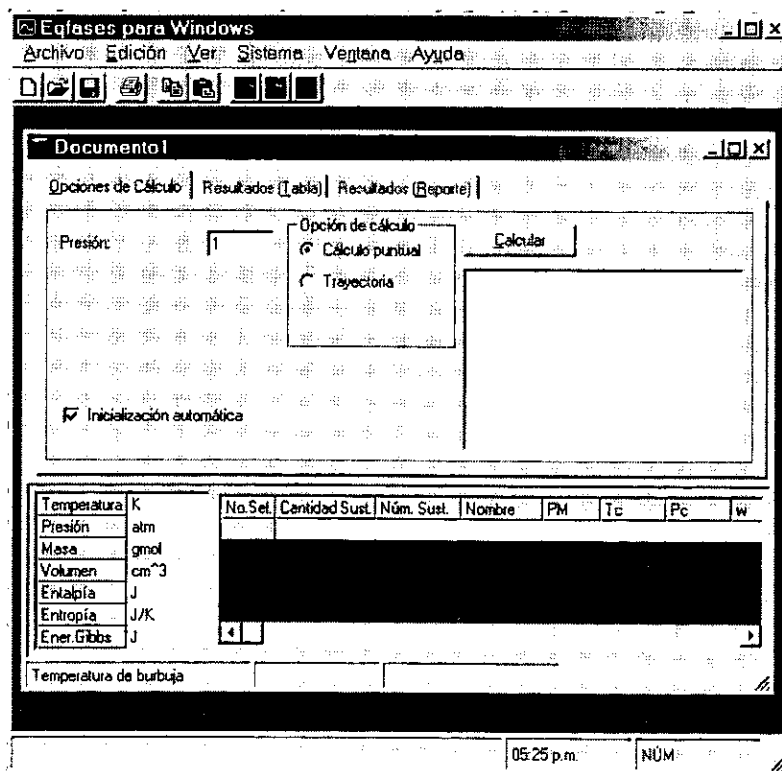 Eqfases para Windows
Archivo Edición Ver Sistema Ventana Ayuda
Documento1
Opciones de Cálculo Resultados (Tabla) Resultados (Reporte)
Presión: 1
Opción de cálculo
Cálculo puntual
Trayectoria
Calcular
Inicialización automática
Temperatura K
Presión atm
Masa gmol
Volumen cm^3
Entalpía J
Entropía J/K
Ener.Gibbs J
No.Sel. Cantidad Sust. Núm. Sust. Nombre PM Tc Pc w
Temperatura de burbuja
05:25 p.m. NÚM